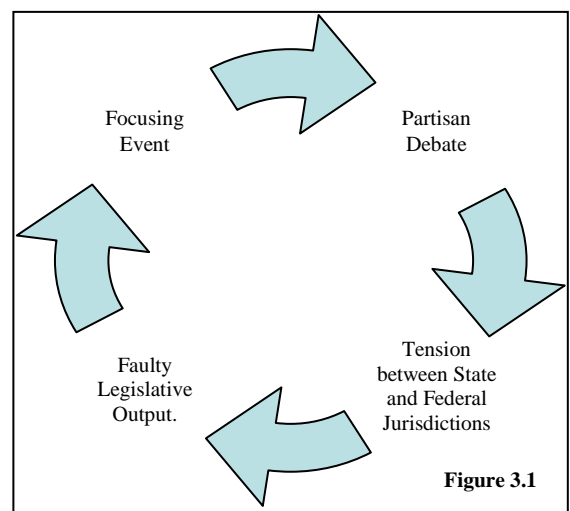 Focusing
Event
Partisan
Debate
Tension
between State
and Federal
Jurisdictions
Faulty
Legislative
Output.
Figure 3.1